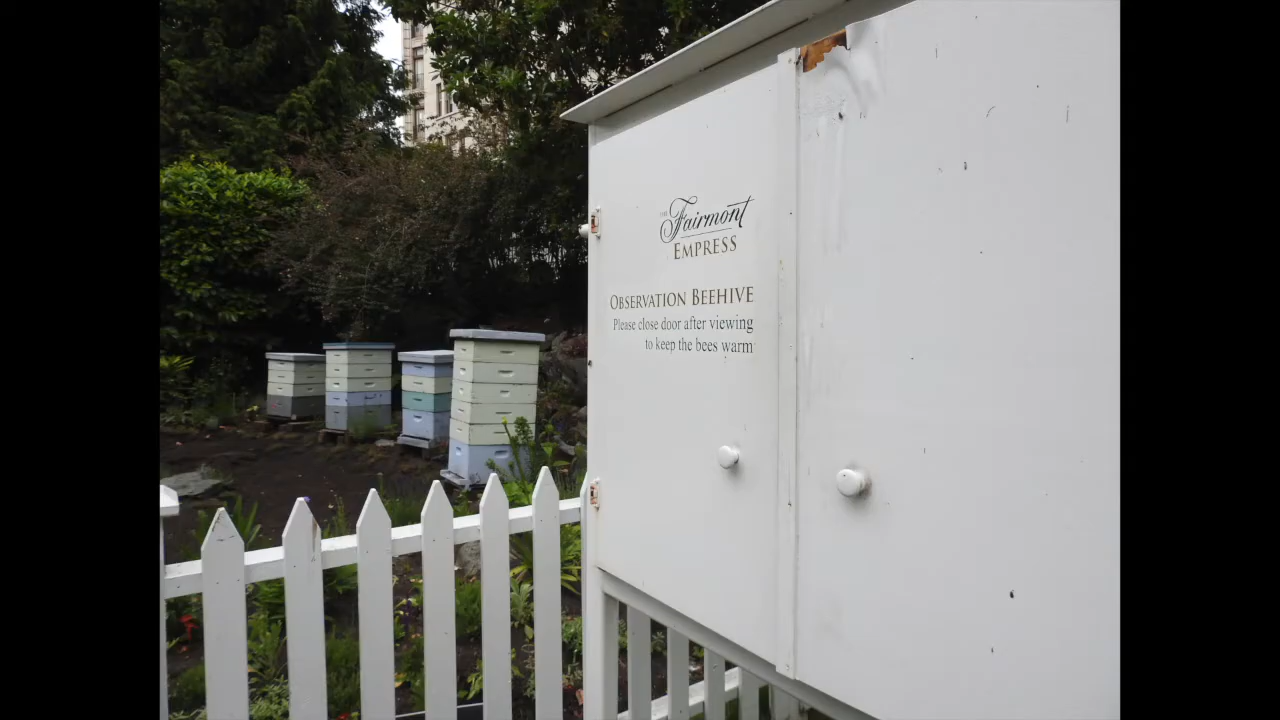 THE Fairmont
EMPRESS
OBSERVATION BEEHIVE
Please close door after viewing
to keep the bees warm